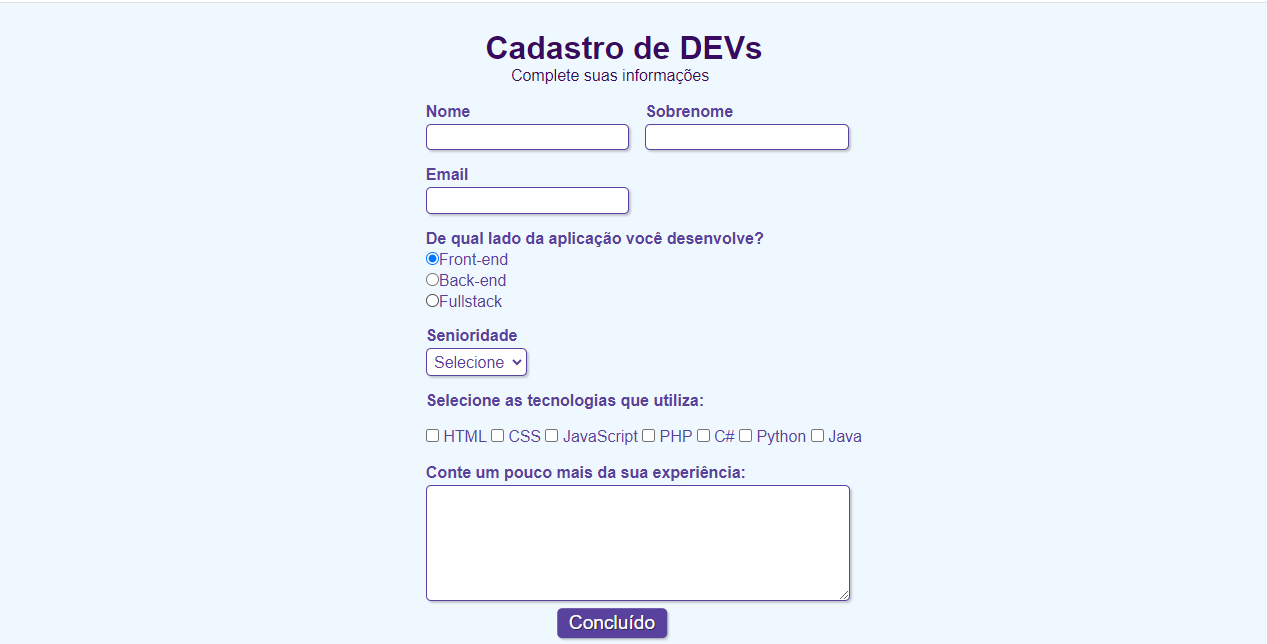 Cadastro de DEVs
Complete suas informações
Nome Sobrenome
Email
De qual lado da aplicação você desenvolve?
Front-end
Back-end
Fullstack
Senioridade
Selecione
Selecione as tecnologias que utiliza:
HTML CSS JavaScript PHP C# Python Java
Conte um pouco mais da sua experiência:
Concluído